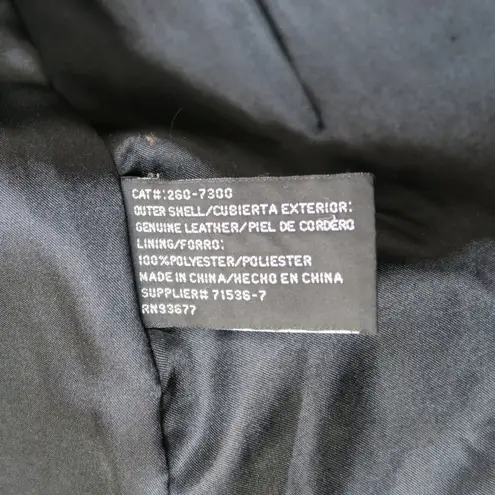 CAT#:260-7300
OUTER SHELL/CUBIERTA EXTERIOR:
GENUINE LEATHER/PIEL DE CORDERO
LINING/FORRO:
100%POLYESTER/POLIESTER
MADE IN CHINA/HECHO EN CHINA
SUPPLIER# 71536-7
RN93677